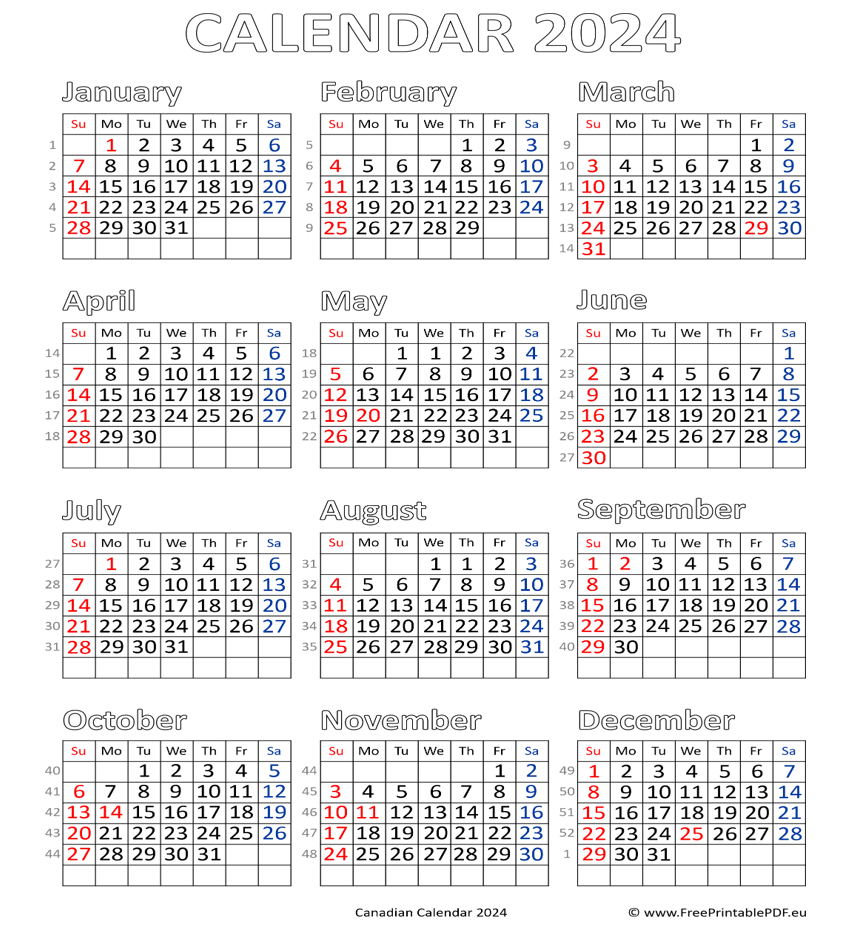 CALENDAR 2024
January February March
Su Mo Tu We Th Fr Sa Su Mo Tu We Th Fr Sa Su Mo Tu We Th Fr Sa
1 1 2 3 4 5 6 5 1 2 3 9 1 2
2 7 8 9 10 11 12 13 6 4 5 6 7 8 9 10 10 3 4 5 6 7 8 9
3 14 15 16 17 18 19 20 7 11 12 13 14 15 16 17 11 10 11 12 13 14 15 16
4 21 22 23 24 25 26 27 8 18 19 20 21 22 23 24 12 17 18 19 20 21 22 23
5 28 29 30 31 9 25 26 27 28 29 13 24 25 26 27 28 29 30
14 31
April May June
Su Mo Tu We Th Fr Sa Su Mo Tu We Th Fr Sa Su Mo Tu We Th Fr Sa
14 1 2 3 4 5 6 18 1 1 2 3 4 22 1
15 7 8 9 10 11 12 13 19 5 6 7 8 9 10 11 23 2 3 4 5 6 7 8
16 14 15 16 17 18 19 20 20 12 13 14 15 16 17 18 24 9 10 11 12 13 14 15
17 21 22 23 24 25 26 27 21 19 20 21 22 23 24 25 25 16 17 18 19 20 21 22
18 28 29 30 22 26 27 28 29 30 31 26 23 24 25 26 27 28 29
27 30
July August September
Su Mo Tu We Th Fr Sa Su Mo Tu We Th Fr Sa Su Mo Tu We Th Fr Sa
27 1 2 3 4 5 6 31 1 1 2 3 36 1 2 3 4 5 6 7
28 7 8 9 10 11 12 13 32 4 5 6 7 8 9 10 37 8 9 10 11 12 13 14
29 14 15 16 17 18 19 20 33 11 12 13 14 15 16 17 38 15 16 17 18 19 20 21
30 21 22 23 24 25 26 27 34 18 19 20 21 22 23 24 39 22 23 24 25 26 27 28
31 28 29 30 31 35 25 26 27 28 29 30 31 40 29 30
October November December
Su Mo Tu We Th Fr Sa Su Mo Tu We Th Fr Sa Su Mo Tu We Th Fr Sa
40 1 2 3 4 5 44 1 2 49 1 2 3 4 5 6 7
41 6 7 8 9 10 11 12 45 3 4 5 6 7 8 9 50 8 9 10 11 12 13 14
42 13 14 15 16 17 18 19 46 10 11 12 13 14 15 16 51 15 16 17 18 19 20 21
43 20 21 22 23 24 25 26 47 17 18 19 20 21 22 23 52 22 23 24 25 26 27 28
44 27 28 29 30 31 48 24 25 26 27 28 29 30 1 29 30 31
Canadian Calendar 2024 © www.FreePrintablePDF.eu